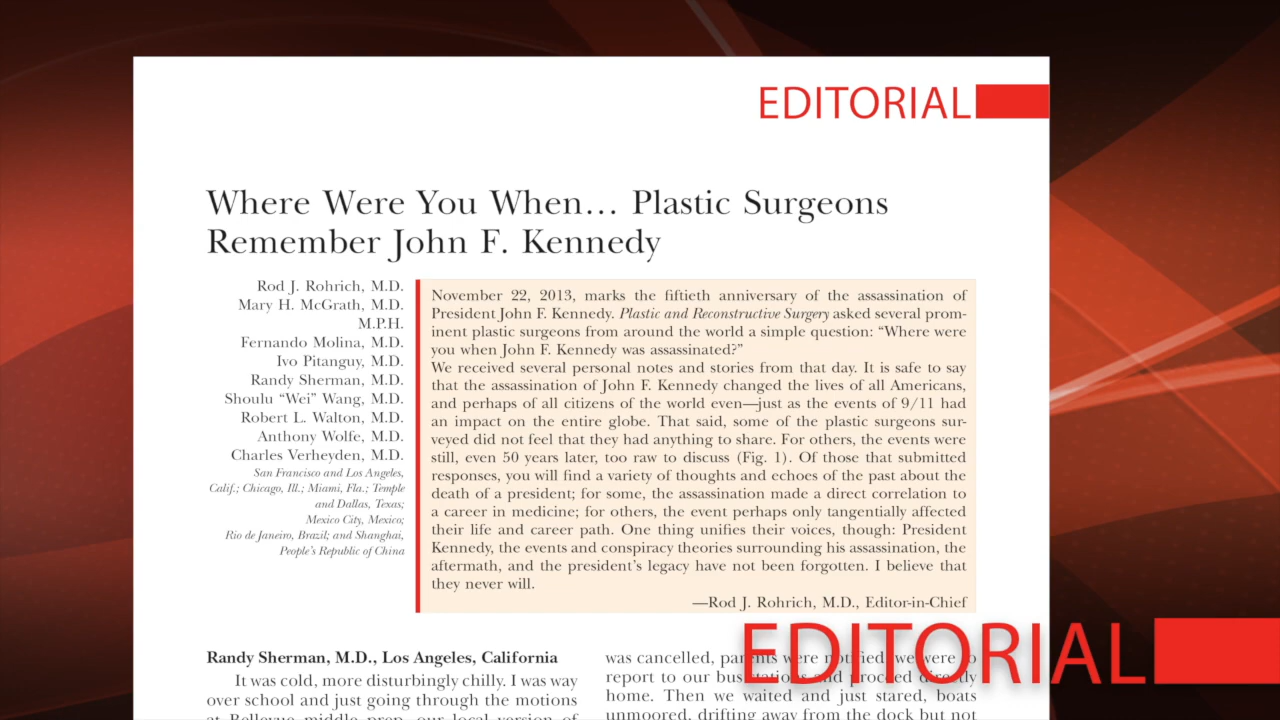 EDITORIAL
Where Were You When… Plastic Surgeons
Remember John F. Kennedy
Rod J. Rohrich, M.D.
Mary H. McGrath, M.D.
M.P.H.
Fernando Molina, M.D.
Ivo Pitanguy, M.D.
Randy Sherman, M.D.
Shoulu “Wei” Wang, M.D.
Robert L. Walton, M.D.
Anthony Wolfe, M.D.
Charles Verheyden, M.D.
San Francisco and Los Angeles,
Calif.; Chicago, Ill.; Miami, Fla.; Temple
and Dallas, Texas;
Mexico City, Mexico;
Rio de Janeiro, Brazil; and Shanghai,
People’s Republic of China
November 22, 2013, marks the fiftieth anniversary of the assassination of
President John F. Kennedy. Plastic and Reconstructive Surgery asked several prom-
inent plastic surgeons from around the world a simple question: “Where were
you when John F. Kennedy was assassinated?”
We received several personal notes and stories from that day. It is safe to say
that the assassination of John F. Kennedy changed the lives of all Americans,
and perhaps of all citizens of the world even—just as the events of 9/11 had
an impact on the entire globe. That said, some of the plastic surgeons sur-
veyed did not feel that they had anything to share. For others, the events were
still, even 50 years later, too raw to discuss (Fig. 1). Of those that submitted
responses, you will find a variety of thoughts and echoes of the past about the
death of a president; for some, the assassination made a direct correlation to
a career in medicine; for others, the event perhaps only tangentially affected
their life and career path. One thing unifies their voices, though: President
Kennedy, the events and conspiracy theories surrounding his assassination, the
aftermath, and the president’s legacy have not been forgotten. I believe that
they never will.
—Rod J. Rohrich, M.D., Editor-in-Chief
Randy Sherman, M.D., Los Angeles, California
It was cold, more disturbingly chilly. I was way
over school and just going through the motions
at Bellevue middle prep, our local version of
was cancelled, parents were notified, we were to
report to our bus stations and proceed directly
home. Then we waited and just stared, boats
unmoored, drifting away from the dock but not
EDITORIAL